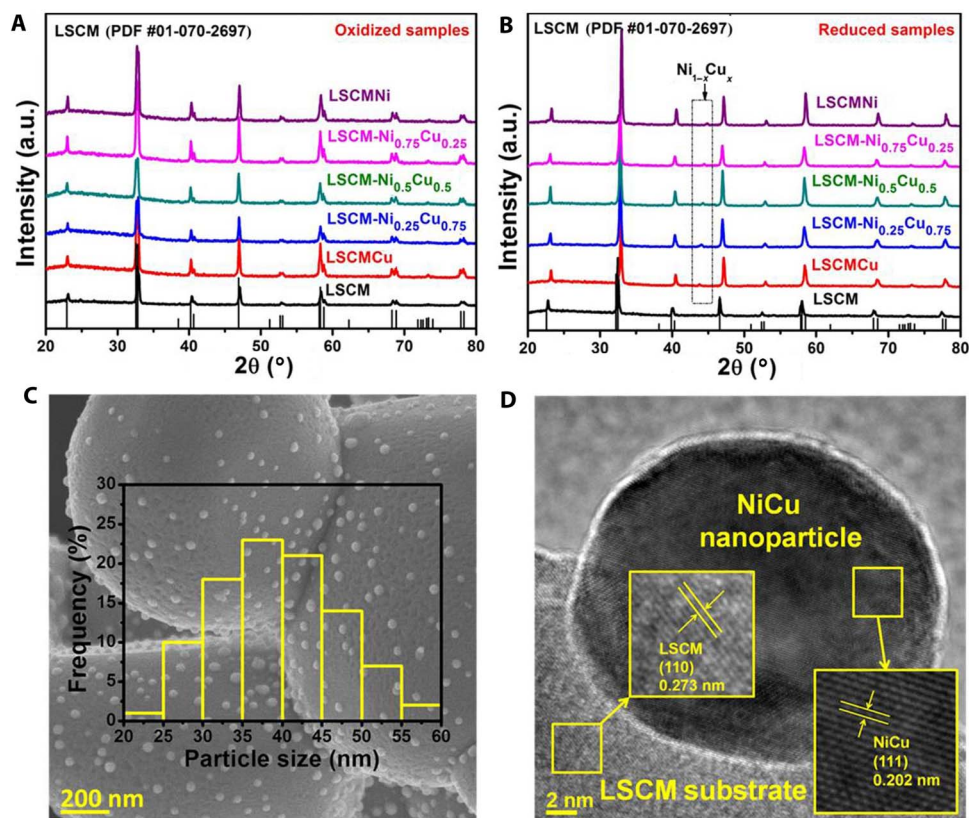 A
LSCM (PDF #01-070-2697)
Oxidized samples
LSCMNi
LSCM-Ni0.75Cu0.25
LSCM-Ni0.5Cu0.5
LSCM-Ni0.25Cu0.75
LSCMCu
LSCM
Intensity (a.u.)
20 30 40 50 60 70 80
2θ (°)
B
LSCM (PDF #01-070-2697)
Reduced samples
Ni1-xCux
LSCMNi
LSCM-Ni0.75Cu0.25
LSCM-Ni0.5Cu0.5
LSCM-Ni0.25Cu0.75
LSCMCu
LSCM
Intensity (a.u.)
20 30 40 50 60 70 80
2θ (°)
C
30
25
20
15
10
5
0
Frequency (%)
20 25 30 35 40 45 50 55 60
Particle size (nm)
200 nm
D
NiCu
nanoparticle
LSCM
(110)
0.273 nm
NiCu
(111)
0.202 nm
2 nm
LSCM substrate